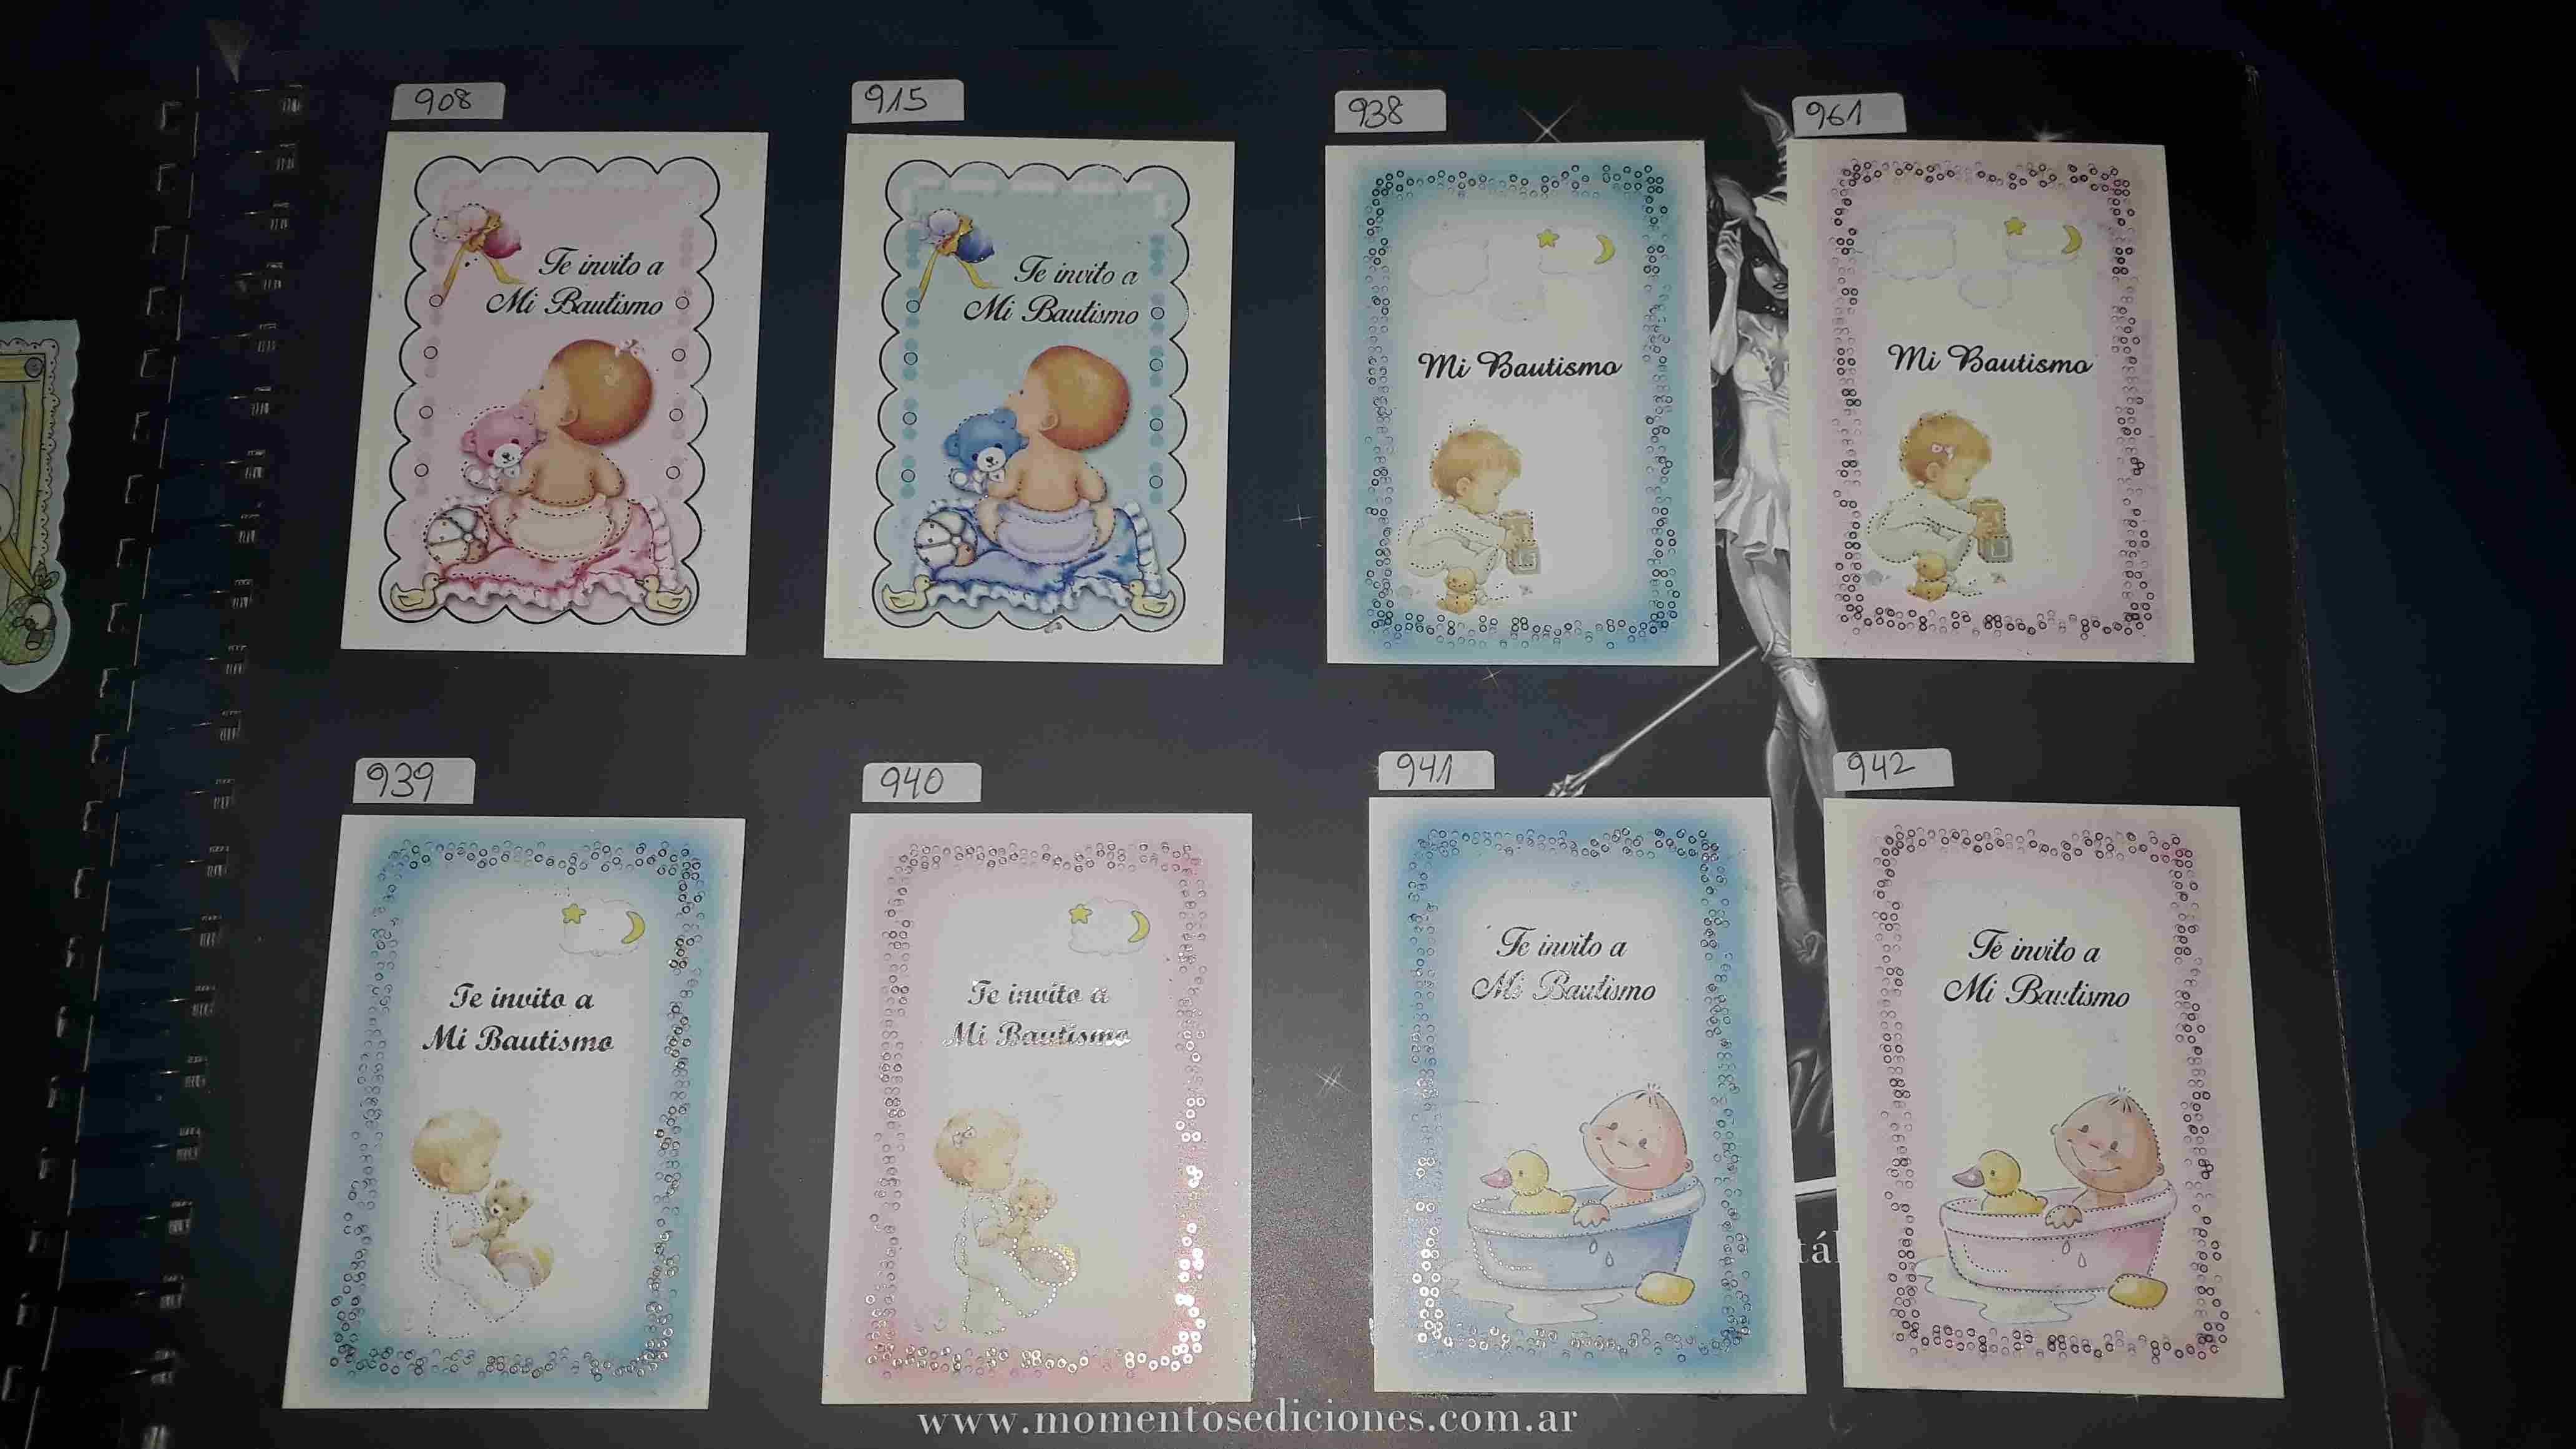 908
915
938
961
Te invito a
Mi Bautismo
Te invito a
Mi Bautismo
Mi Bautismo
Mi Bautismo
939
940
941
942
Te invito a
Mi Bautismo
Te invito a
Mi Bautismo
Te invito a
Mi Bautismo
Te invito a
Mi Bautismo
www.momentosediciones.com.ar